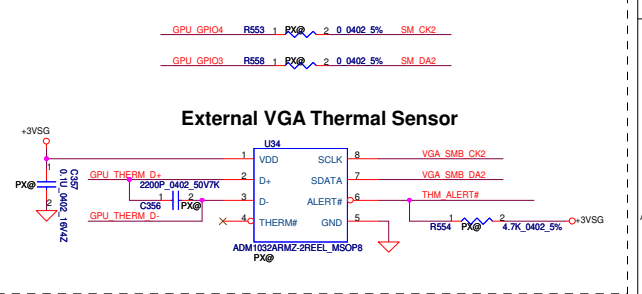 GPU_GPIO4 R553 1 PX@ 2 0_0402_5% SM_CK2
GPU_GPIO3 R558 1 PX@ 2 0_0402_5% SM_DA2
External VGA Thermal Sensor
+3VSG
U34
1 VDD SCLK 8 VGA_SMB_CK2
GPU_THERM_D+ 2 D+ SDATA 7 VGA_SMB_DA2
2200P_0402_50V7K
1 2
C356 PX@
3 D- ALERT# 6 THM_ALERT#
GPU_THERM_D-
4 THERM# GND 5
1
C357
0.1U_0402_16V4Z
PX@
2
R554 1 PX@ 2 4.7K_0402_5% +3VSG
ADM1032ARMZ-2REEL_MSOP8
PX@